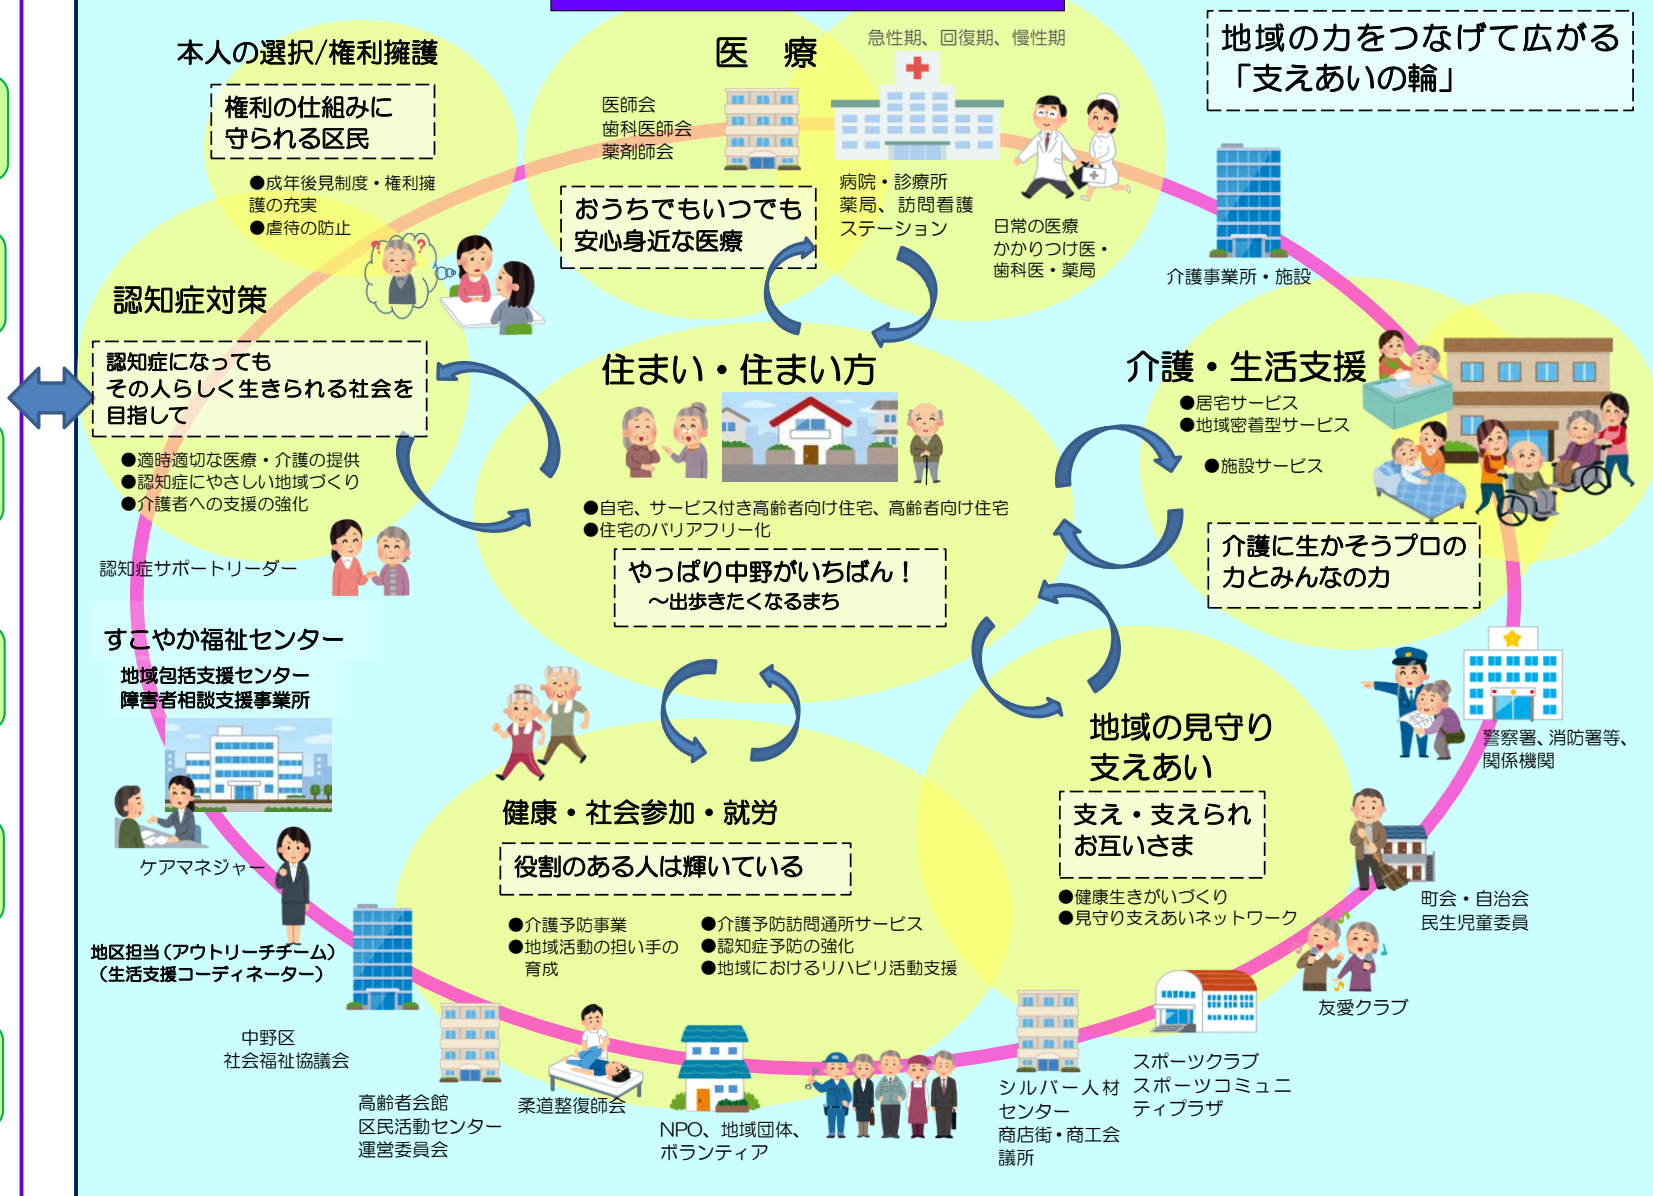 地域の力をつなげて広がる
「支えあいの輪」
本人の選択/権利擁護
権利の仕組みに
守られる区民
●成年後見制度・権利擁
護の充実
●虐待の防止
医　療
急性期、回復期、慢性期
医師会
歯科医師会
薬剤師会
おうちでもいつでも
安心身近な医療
病院・診療所
薬局、訪問看護
ステーション
日常の医療
かかりつけ医・
歯科医・薬局
介護事業所・施設
認知症対策
認知症になっても
その人らしく生きられる社会を
目指して
●適時適切な医療・介護の提供
●認知症にやさしい地域づくり
●介護者への支援の強化
認知症サポートリーダー
住まい・住まい方
●自宅、サービス付き高齢者向け住宅、高齢者向け住宅
●住宅のバリアフリー化
やっぱり中野がいちばん！
～出歩きたくなるまち
介護・生活支援
●居宅サービス
●地域密着型サービス
●施設サービス
介護に生かそうプロの
力とみんなの力
すこやか福祉センター
地域包括支援センター
障害者相談支援事業所
ケアマネジャー
地区担当（アウトリーチチーム）
（生活支援コーディネーター）
健康・社会参加・就労
役割のある人は輝いている
●介護予防事業
●地域活動の担い手の
育成
●介護予防訪問通所サービス
●認知症予防の強化
●地域におけるリハビリ活動支援
地域の見守り
支えあい
支え・支えられ
お互いさま
●健康生きがいづくり
●見守り支えあいネットワーク
警察署、消防署等、
関係機関
町会・自治会
民生児童委員
友愛クラブ
スポーツクラブ
スポーツコミュニ
ティプラザ
シルバー人材
センター
商店街・商工会
議所
NPO、地域団体、
ボランティア
柔道整復師会
高齢者会館
区民活動センター
運営委員会
中野区
社会福祉協議会